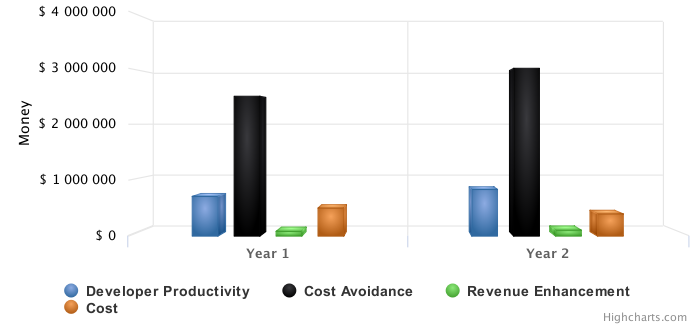 $ 4 000 000
$ 3 000 000
$ 2 000 000
$ 1 000 000
$ 0
Money
Year 1
Year 2
Developer Productivity
Cost Avoidance
Revenue Enhancement
Cost
Highcharts.com